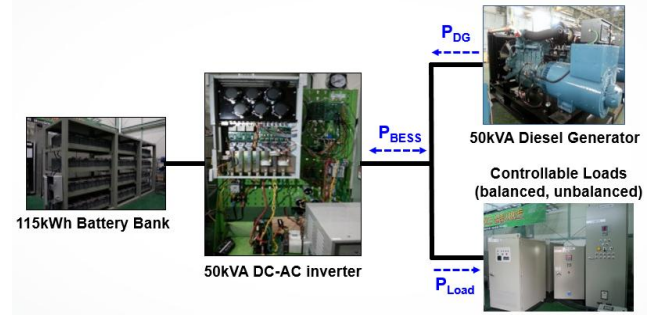 P_DG
50kVA Diesel Generator
P_BESS
Controllable Loads
(balanced, unbalanced)
115kWh Battery Bank
50kVA DC-AC inverter
P_Load